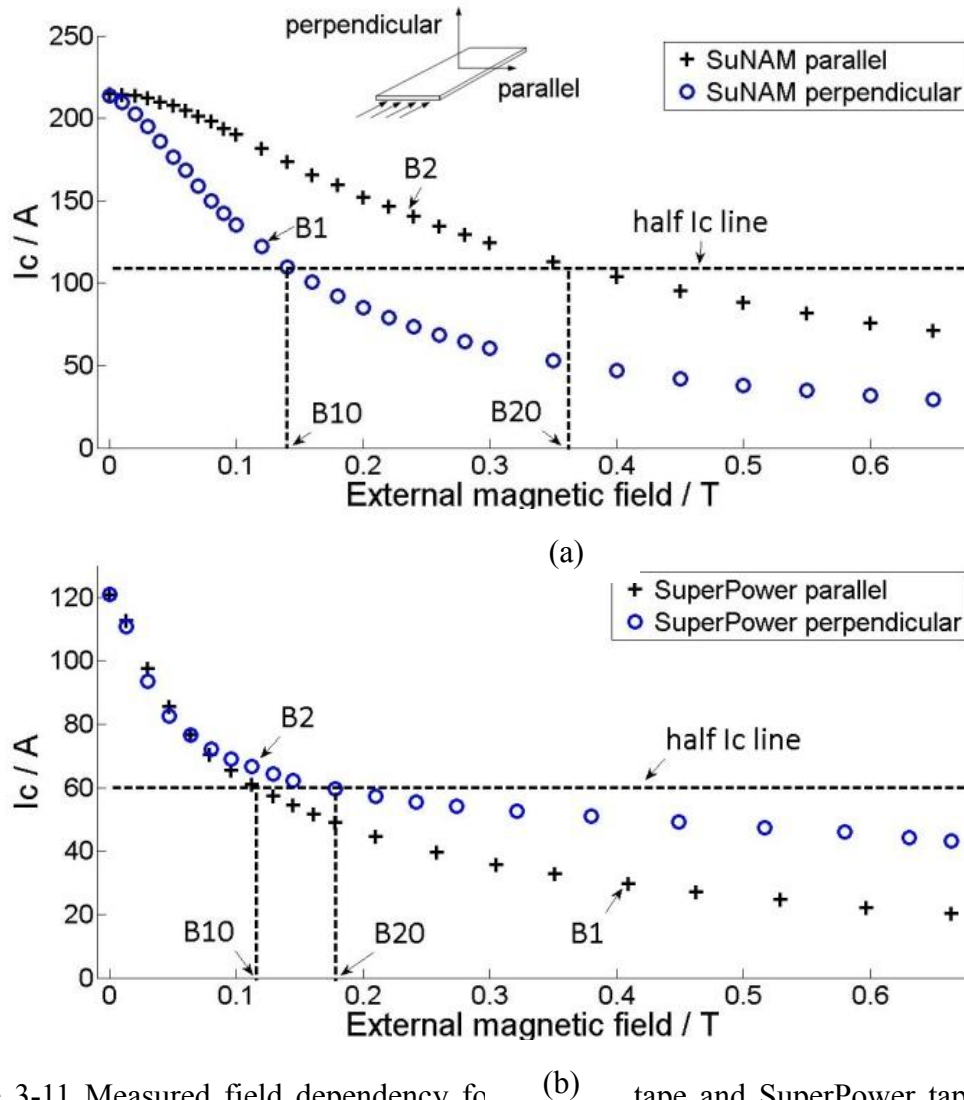 perpendicular
parallel
+ SuNAM parallel
o SuNAM perpendicular
250
200
150
100
50
0
Ic / A
B1
B2
half Ic line
B10
B20
0 0.1 0.2 0.3 0.4 0.5 0.6
External magnetic field / T
(a)
+ SuperPower parallel
o SuperPower perpendicular
120
100
80
60
40
20
0
Ic / A
B2
half Ic line
B10
B20
B1
0 0.1 0.2 0.3 0.4 0.5 0.6
External magnetic field / T
(b)
3-11 Measured field dependency tape and SuperPower